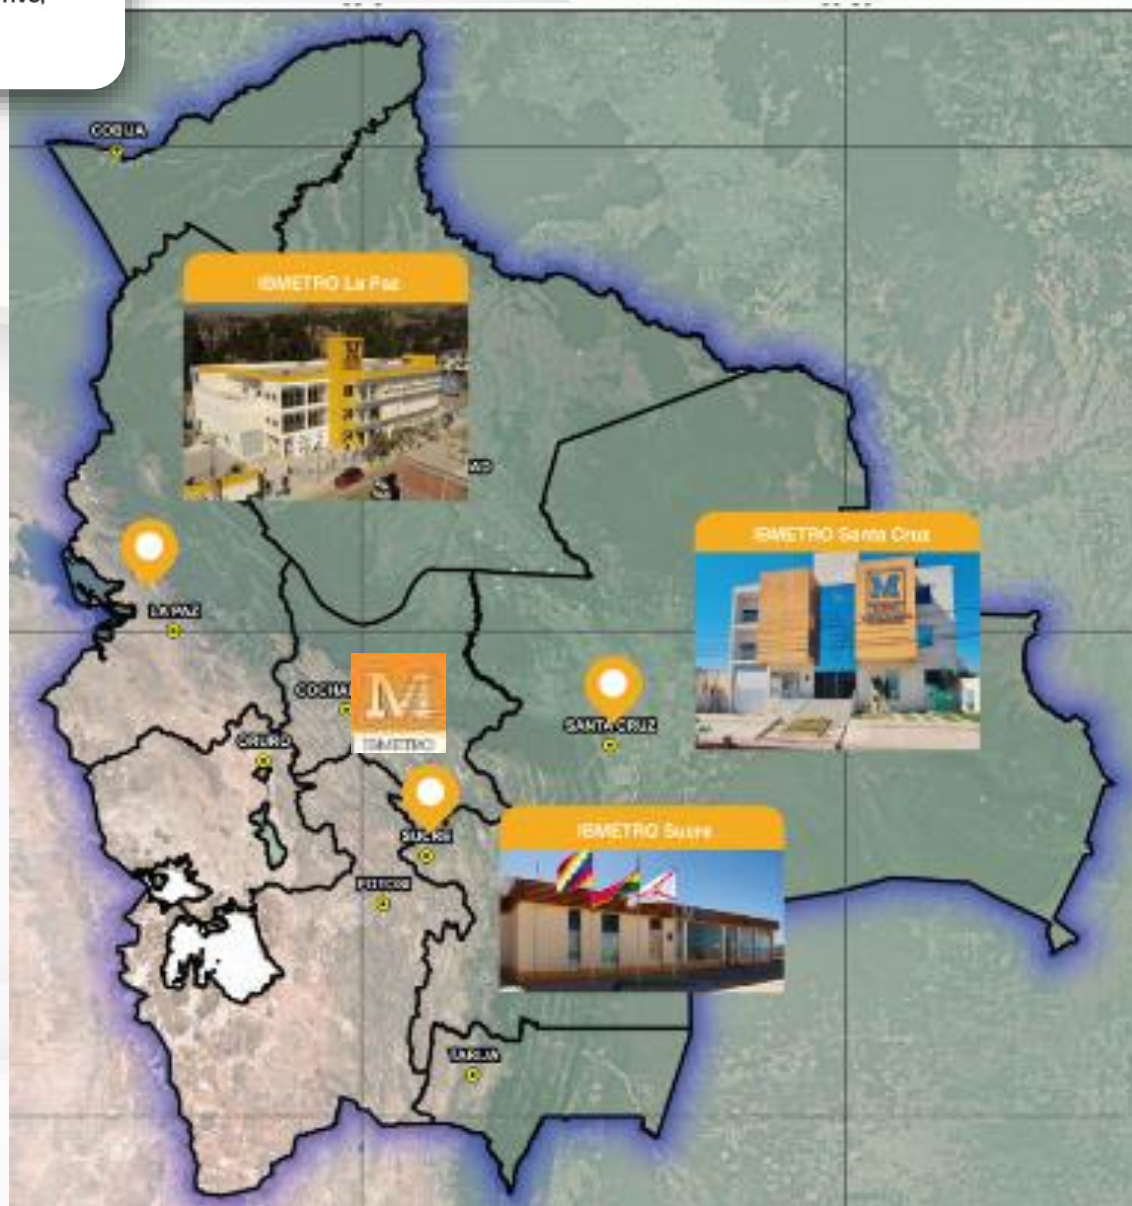 COBIJA
IBMETRO La Paz
M
LA PAZ
IBMETRO Santa Cruz
M
COCHA
M
IBMETRO
ORURO
SANTA CRUZ
SUCRE
IBMETRO Sucre
POTOSI
TARIJA